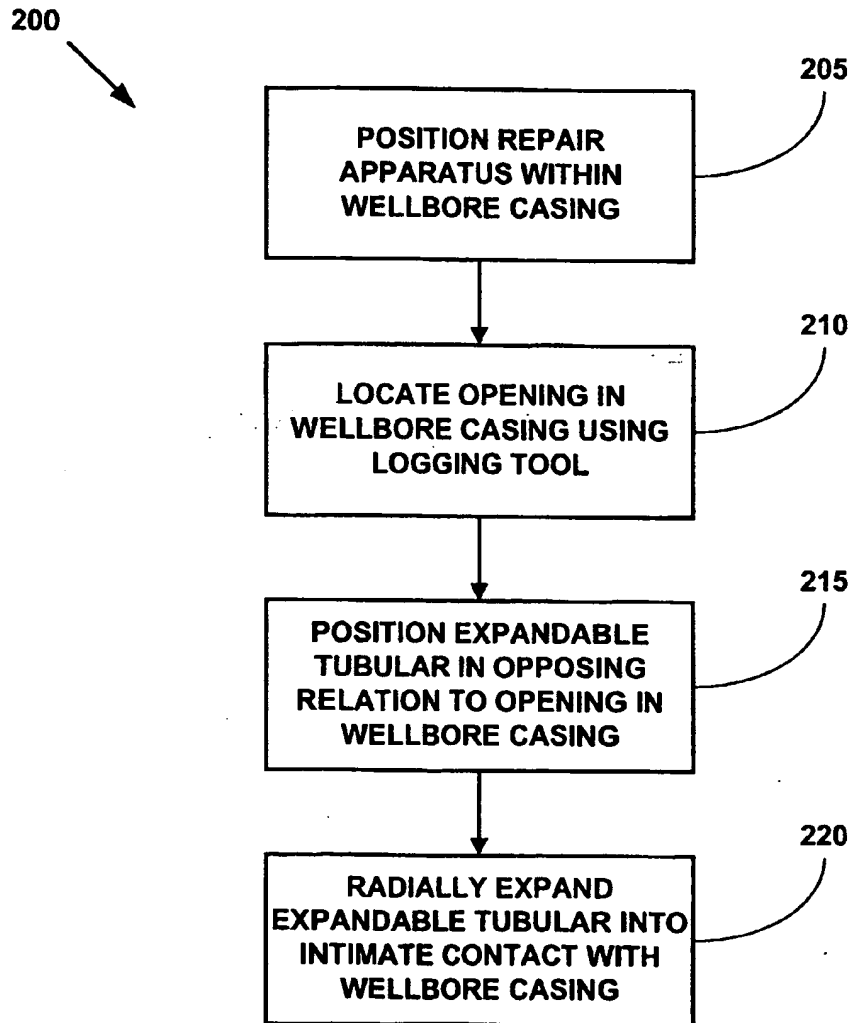 200
205
POSITION REPAIR
APPARATUS WITHIN
WELLBORE CASING
210
LOCATE OPENING IN
WELLBORE CASING USING
LOGGING TOOL
215
POSITION EXPANDABLE
TUBULAR IN OPPOSING
RELATION TO OPENING IN
WELLBORE CASING
220
RADIALLY EXPAND
EXPANDABLE TUBULAR INTO
INTIMATE CONTACT WITH
WELLBORE CASING